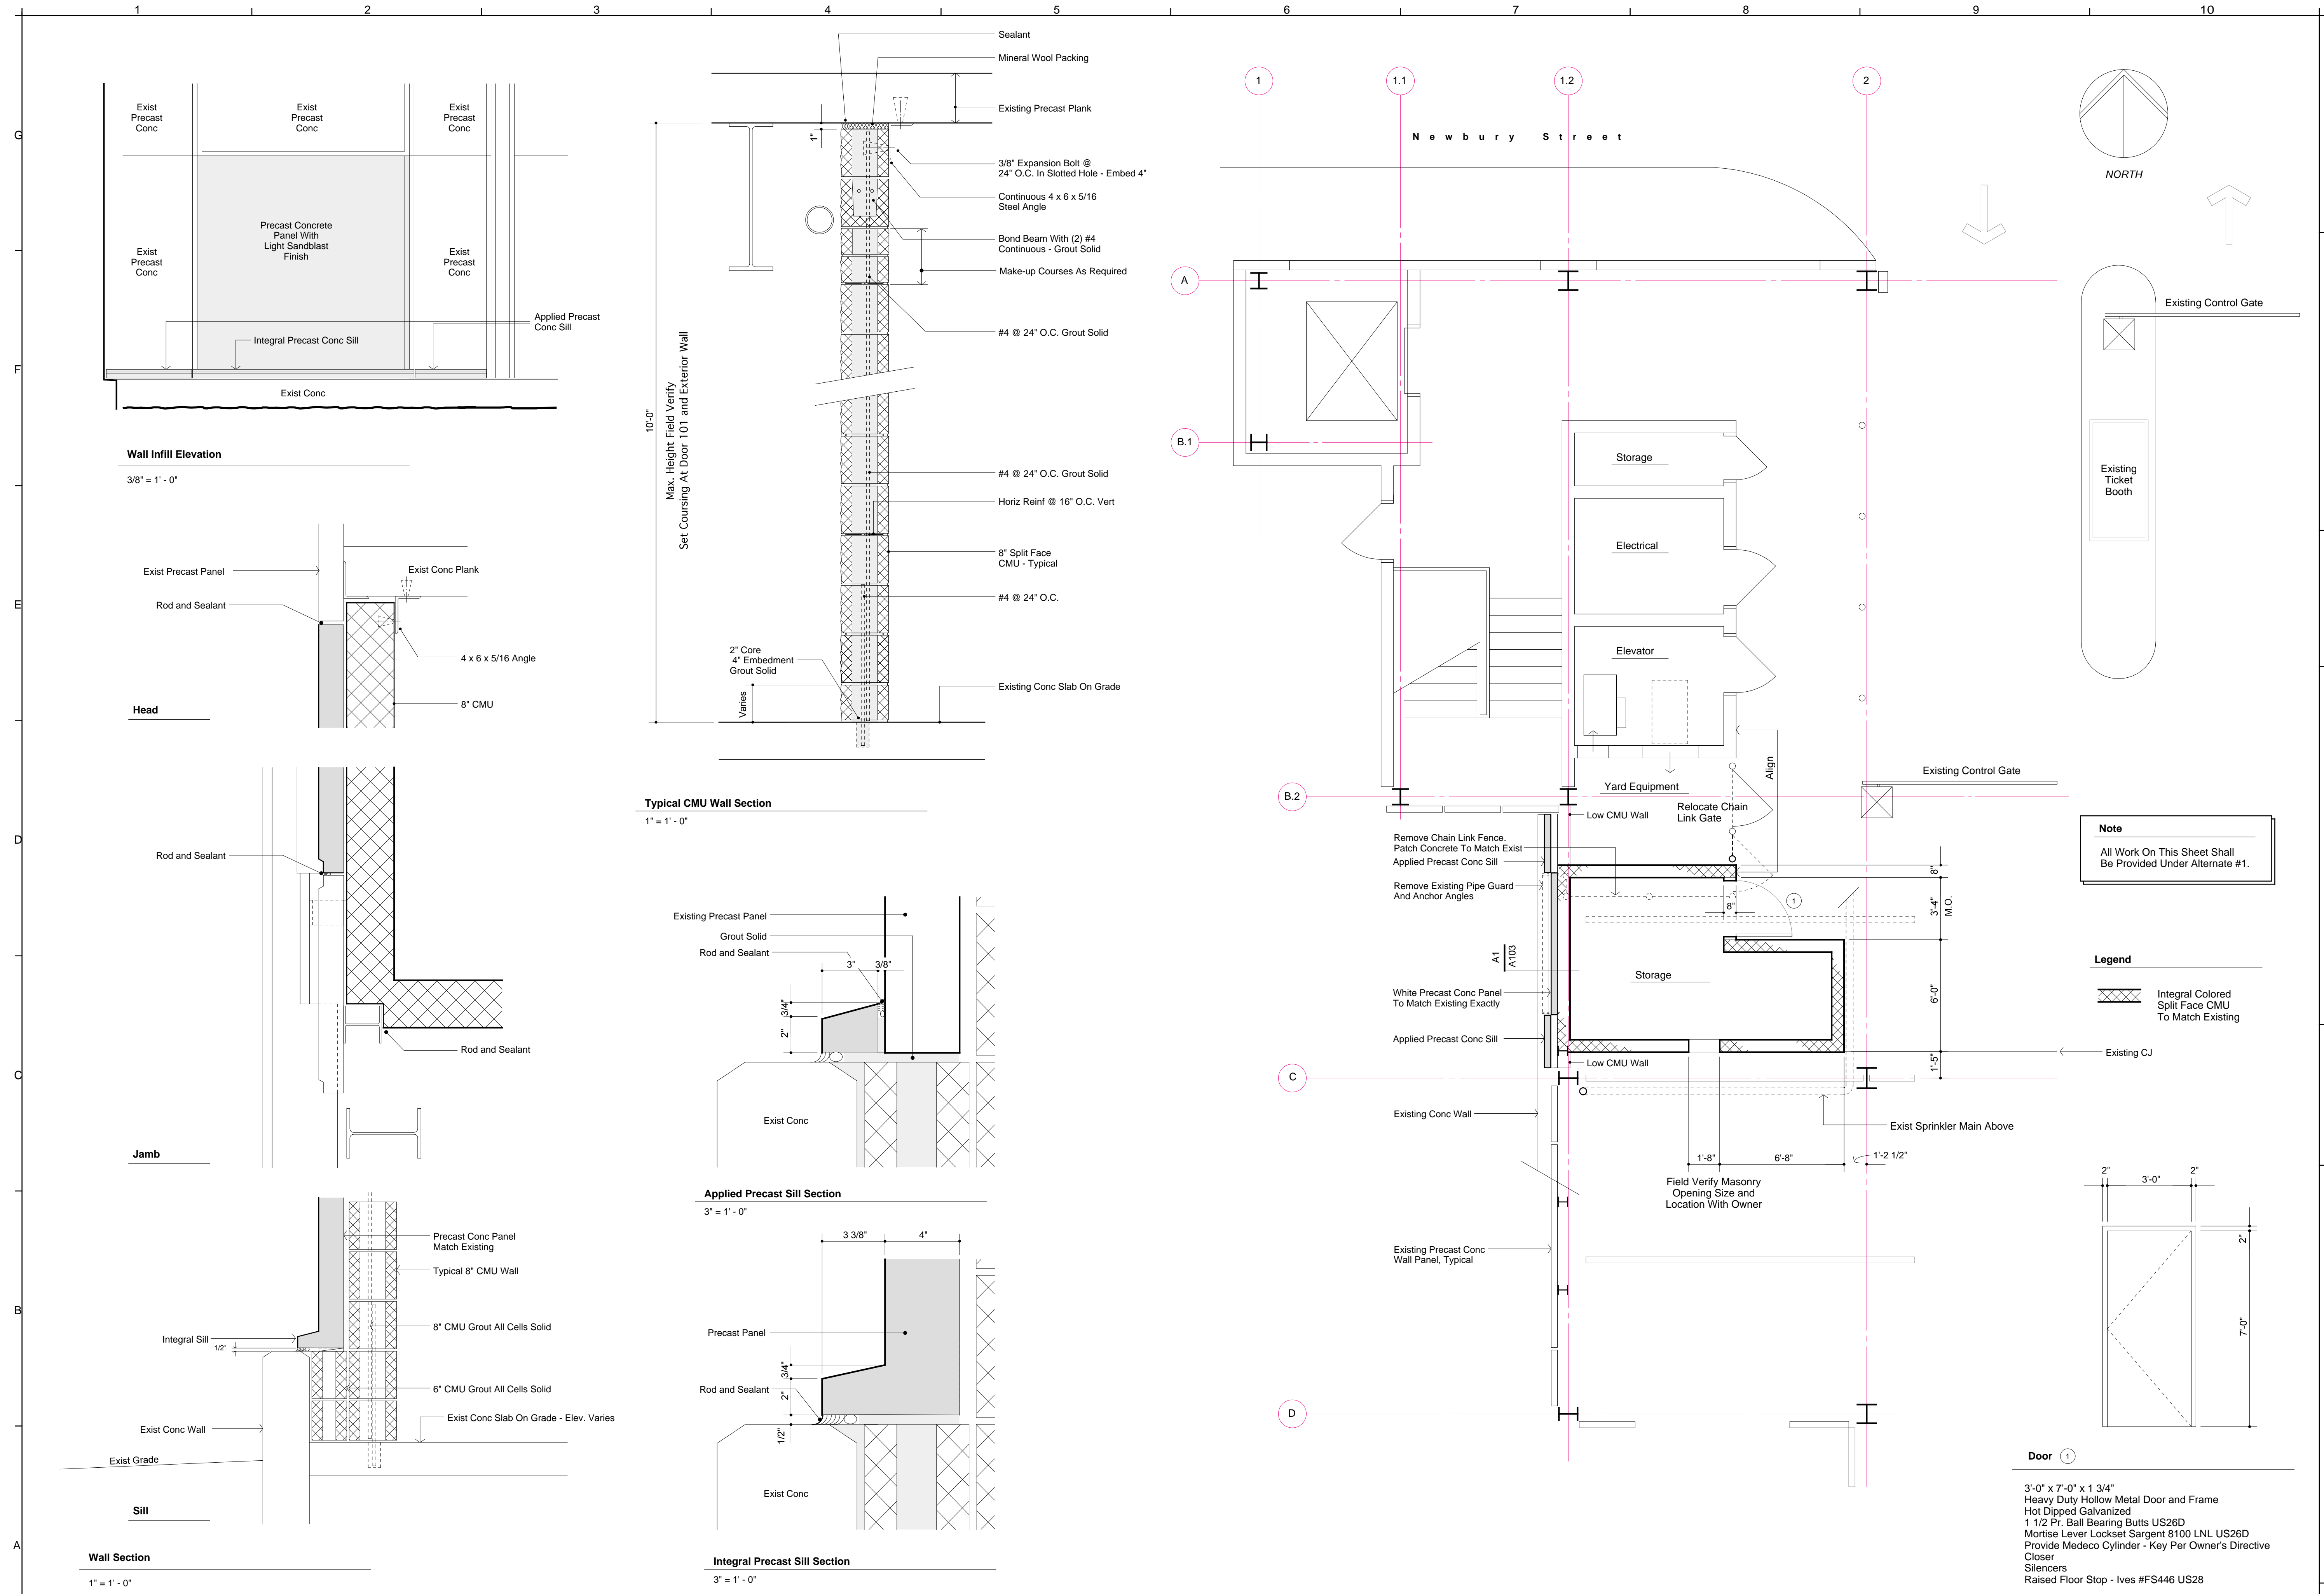 1
2
3
4
5
6
7
8
9
10
G
F
E
D
C
B
A
Exist
Precast
Conc
Exist
Precast
Conc
Exist
Precast
Conc
Precast Concrete
Panel With
Light Sandblast
Finish
Exist
Precast
Conc
Exist
Precast
Conc
Applied Precast
Conc Sill
Integral Precast Conc Sill
Exist Conc
Wall Infill Elevation
3/8" = 1' - 0"
Exist Precast Panel
Exist Conc Plank
Rod and Sealant
4 x 6 x 5/16 Angle
8" CMU
Head
Rod and Sealant
Rod and Sealant
Jamb
Precast Conc Panel
Match Existing
Typical 8" CMU Wall
8" CMU Grout All Cells Solid
Integral Sill
1/2"
6" CMU Grout All Cells Solid
Exist Conc Slab On Grade - Elev. Varies
Exist Conc Wall
Exist Grade
Sill
Wall Section
1" = 1' - 0"
Sealant
Mineral Wool Packing
Existing Precast Plank
1"
3/8" Expansion Bolt @
24" O.C. In Slotted Hole - Embed 4"
Continuous 4 x 6 x 5/16
Steel Angle
Bond Beam With (2) #4
Continuous - Grout Solid
Make-up Courses As Required
#4 @ 24" O.C. Grout Solid
10'-0"
Max. Height Field Verify
Set Coursing At Door 101 and Exterior Wall
#4 @ 24" O.C. Grout Solid
Horiz Reinf @ 16" O.C. Vert
8" Split Face
CMU - Typical
#4 @ 24" O.C.
2" Core
4" Embedment
Grout Solid
Varies
Existing Conc Slab On Grade
Typical CMU Wall Section
1" = 1' - 0"
Existing Precast Panel
Grout Solid
Rod and Sealant
3"
3/8"
3/4"
2"
Exist Conc
Applied Precast Sill Section
3" = 1' - 0"
3 3/8"
4"
Precast Panel
3/4"
Rod and Sealant
2"
1/2"
Exist Conc
Integral Precast Sill Section
3" = 1' - 0"
1
1.1
1.2
2
Newbury Street
NORTH
A
Existing Control Gate
B.1
Storage
Existing
Ticket
Booth
Electrical
Elevator
Align
Existing Control Gate
B.2
Yard Equipment
Relocate Chain
Link Gate
Low CMU Wall
Remove Chain Link Fence.
Patch Concrete To Match Exist
Applied Precast Conc Sill
Remove Existing Pipe Guard
And Anchor Angles
8"
1
8"
3'-4"
M.O.
A1
A103
Storage
White Precast Conc Panel
To Match Existing Exactly
6'-0"
Applied Precast Conc Sill
Low CMU Wall
1'-5"
Existing CJ
C
Existing Conc Wall
Exist Sprinkler Main Above
1'-8"
6'-8"
1'-2 1/2"
Field Verify Masonry
Opening Size and
Location With Owner
Existing Precast Conc
Wall Panel, Typical
D
Note
All Work On This Sheet Shall
Be Provided Under Alternate #1.
Legend
Integral Colored
Split Face CMU
To Match Existing
2"
3'-0"
2"
2"
7'-0"
Door 1
3'-0" x 7'-0" x 1 3/4"
Heavy Duty Hollow Metal Door and Frame
Hot Dipped Galvanized
1 1/2 Pr. Ball Bearing Butts US26D
Mortise Lever Lockset Sargent 8100 LNL US26D
Provide Medeco Cylinder - Key Per Owner's Directive
Closer
Silencers
Raised Floor Stop - Ives #FS446 US28